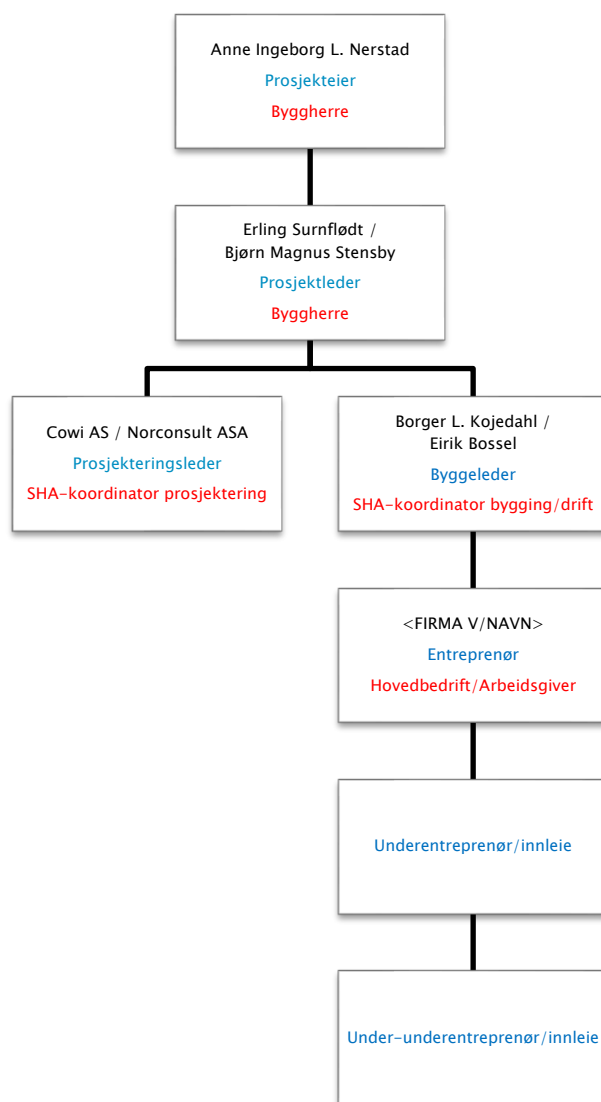 Anne Ingeborg L. Nerstad
Prosjekteier
Byggherre
Erling Surnflødt /
Bjørn Magnus Stensby
Prosjektleder
Byggherre
Cowi AS / Norconsult ASA
Prosjekteringsleder
SHA-koordinator prosjektering
Borger L. Kojedahl /
Eirik Bossel
Byggeleder
SHA-koordinator bygging/drift
<FIRMA V/NAVN>
Entreprenør
Hovedbedrift/Arbeidsgiver
Underentreprenør/innleie
Under-underentreprenør/innleie